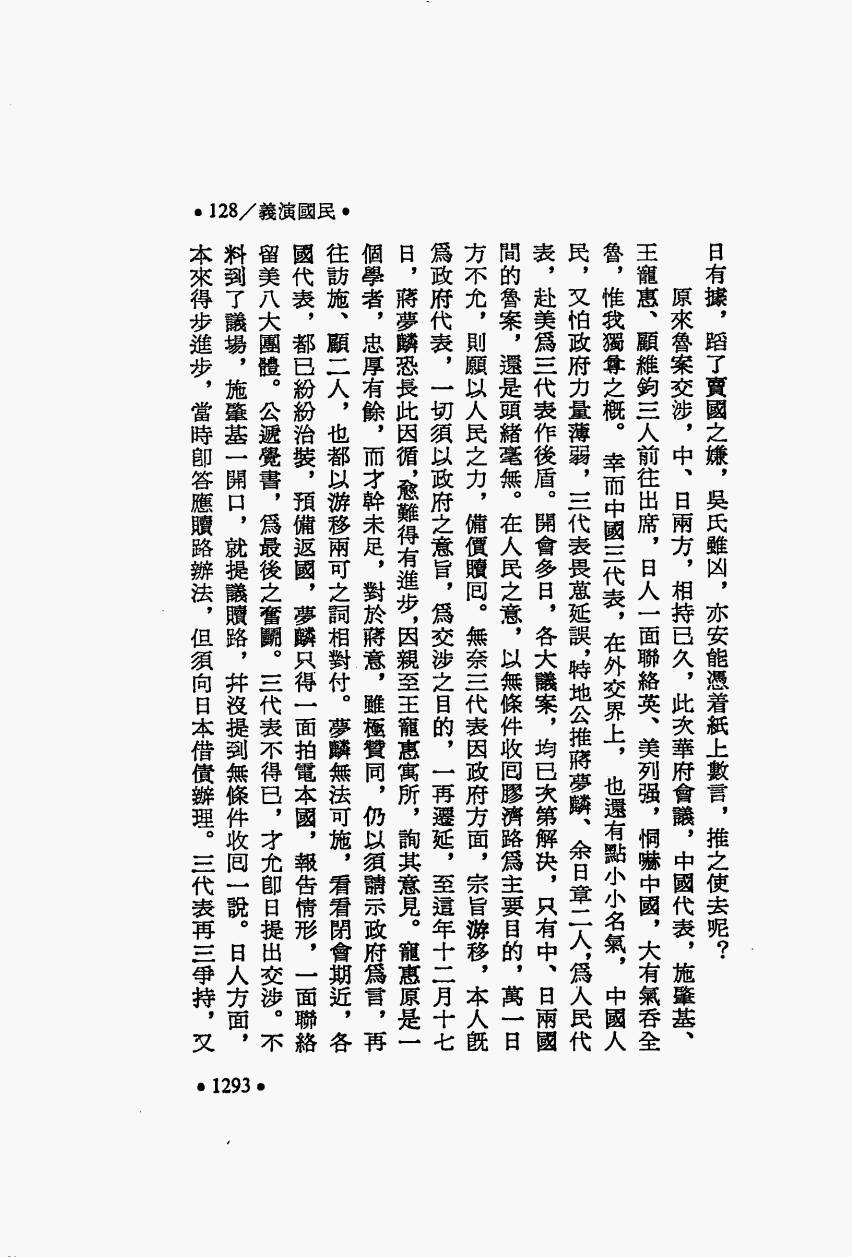 •民國演義／128•
日有據，蹈了賣國之嫌，吳氏雖凶，亦安能憑着紙上數言，推之使去呢？
原來魯案交涉，中、日兩方，相持已久，此次華府會議，中國代表，施肇基、
王寵惠、顧維鈞三人前往出席，日人一面聯絡英、美列强，恫嚇中國，大有氣吞全
魯，惟我獨尊之概。幸而中國三代表，在外交界上，也還有點小小名氣，中國人
民，又怕政府力量薄弱，三代表畏葸延誤，特地公推蔣夢麟、余日章二人，爲人民代
表，赴美爲三代表作後盾。開會多日，各大議案，均已次第解決，只有中、日兩國
間的魯案，還是頭緒毫無。在人民之意，以無條件收囘膠濟路爲主要目的，萬一日
方不允，則願以人民之力，備價贖囘。無奈三代表因政府方面，宗旨游移，本人既
爲政府代表，一切須以政府之意旨，爲交涉之目的，一再遷延，至這年十二月十七
日，蔣夢麟恐長此因循，愈難得有進步，因親至王寵惠寓所，詢其意見。寵惠原是一
個學者，忠厚有餘，而才幹未足，對於蔣意，雖極贊同，仍以須請示政府爲言，再
往訪施、顧二人，也都以游移兩可之詞相對付。夢麟無法可施，看看閉會期近，各
國代表，都已紛紛治裝，預備返國，夢麟只得一面拍電本國，報告情形，一面聯絡
留美八大團體。公遞覺書，爲最後之奮鬭。三代表不得已，才允卽日提出交涉。不
料到了議場，施肇基一開口，就提議贖路，幷沒提到無條件收囘一說。日人方面，
本來得步進步，當時卽答應贖路辦法，但須向日本借債辦理。三代表再三爭持，又
•1293•